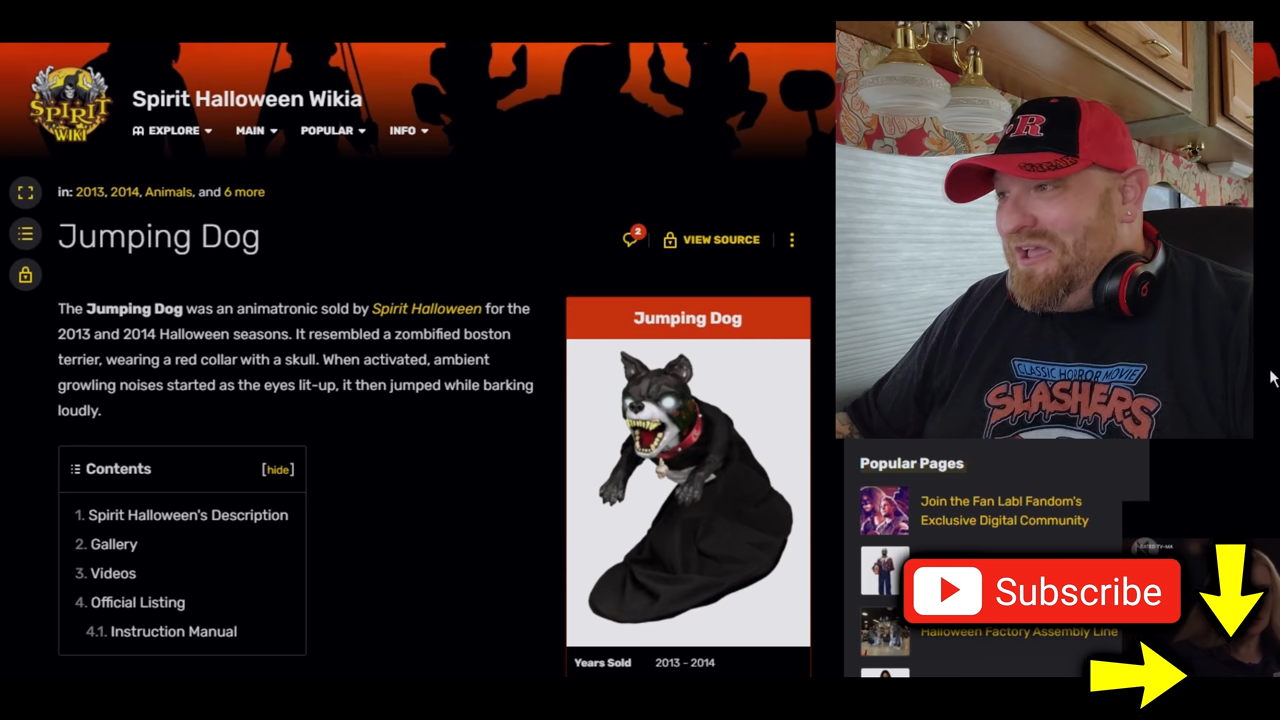 SPIRIT
WIKI
Spirit Halloween Wikia
EXPLORE MAIN POPULAR INFO
in: 2013, 2014, Animals, and 6 more
Jumping Dog
2
VIEW SOURCE
The Jumping Dog was an animatronic sold by Spirit Halloween for the
2013 and 2014 Halloween seasons. It resembled a zombified boston
terrier, wearing a red collar with a skull. When activated, ambient
growling noises started as the eyes lit-up, it then jumped while barking
loudly.
Contents [hide]
1. Spirit Halloween's Description
2. Gallery
3. Videos
4. Official Listing
4.1. Instruction Manual
Jumping Dog
Years Sold 2013 - 2014
R
CLASSIC HORROR MOVIE
SLASHERS
Popular Pages
Join the Fan Labl Fandom's
Exclusive Digital Community
Subscribe
Halloween Factory Assembly Line